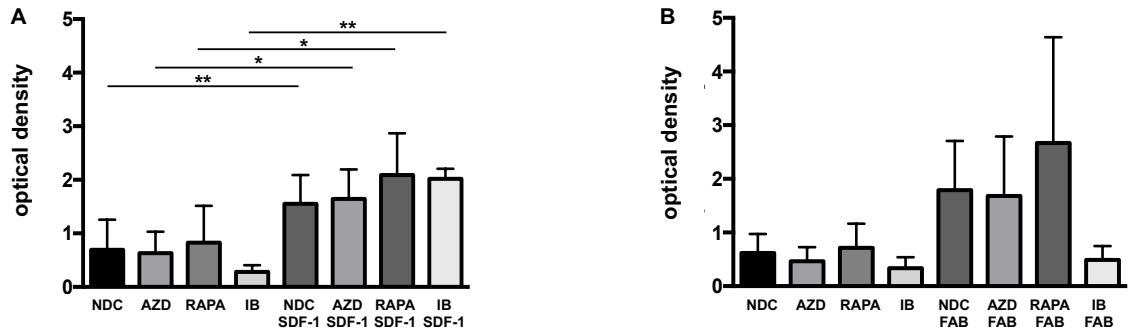 A
optical density
5
4
3
2
1
0
**
*
*
**
NDC AZD RAPA IB NDC AZD RAPA IB
SDF-1 SDF-1 SDF-1 SDF-1
B
optical density
5
4
3
2
1
0
NDC AZD RAPA IB NDC AZD RAPA IB
FAB FAB FAB FAB